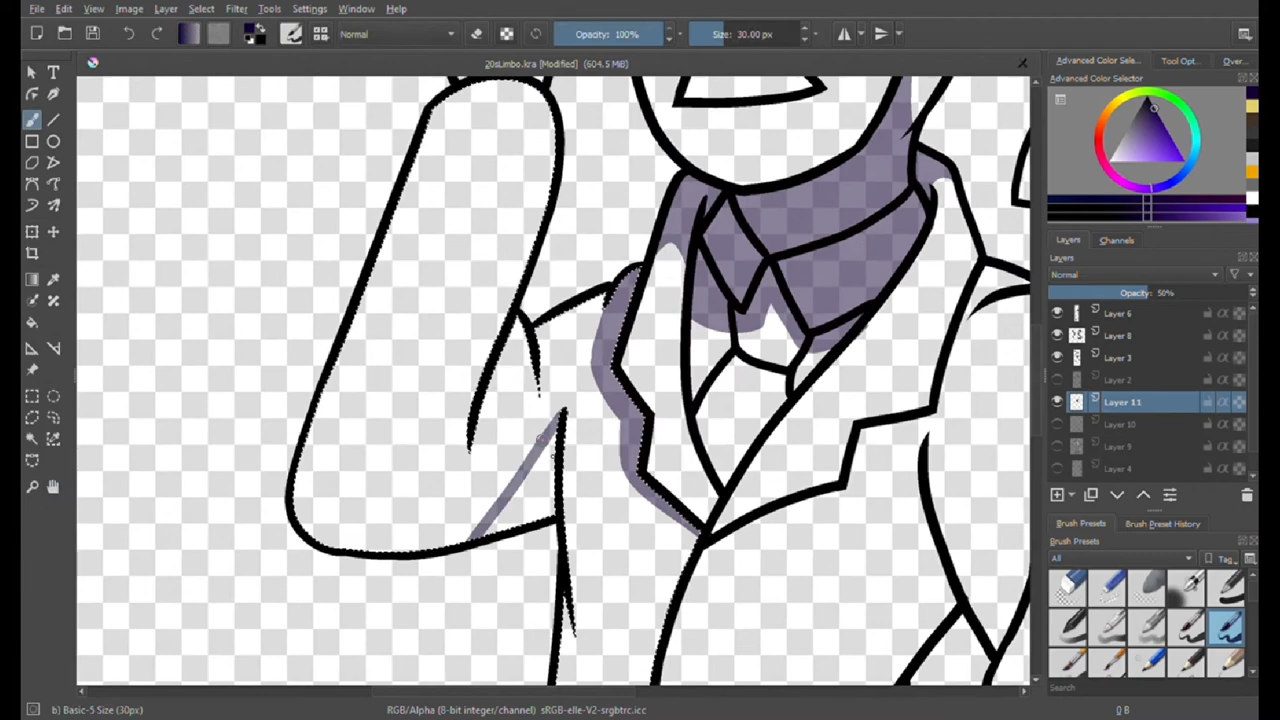 File Edit View Image Layer Select Filter Tools Settings Window Help
Normal Opacity: 100% Size: 30.00 px
20sLimbo.kra [Modified] (604.5 MiB)
Advanced Color Sele... Tool Opt... Over...
Advanced Color Selector
Layers Channels
Layers
Normal
Opacity: 50%
Layer 6
Layer 8
Layer 3
Layer 2
Layer 11
Layer 10
Layer 9
Layer 4
Brush Presets Brush Preset History
Brush Presets
All Tag
Search
b) Basic-5 Size (30px) RGB/Alpha (8-bit integer/channel) sRGB-elle-V2-srgbtrc.icc 0 B